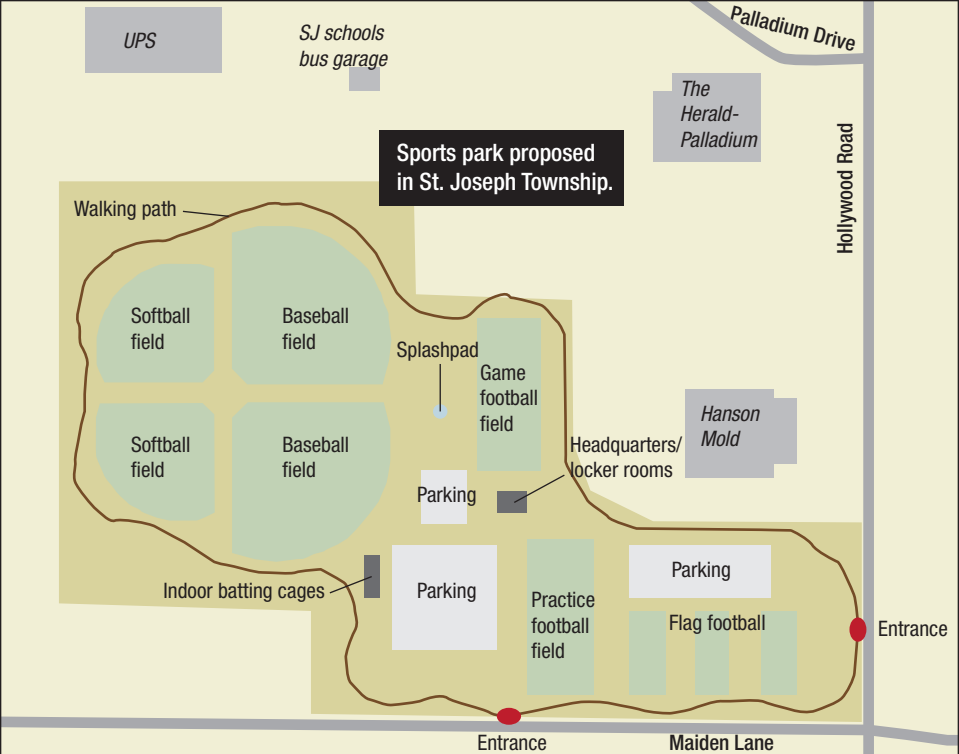 UPS
SJ schools
bus garage
Palladium Drive
The
Herald-
Palladium
Hollywood Road
Sports park proposed
in St. Joseph Township.
Walking path
Softball
field
Baseball
field
Splashpad
Game
football
field
Hanson
Mold
Softball
field
Baseball
field
Headquarters/
locker rooms
Parking
Indoor batting cages
Parking
Practice
football
field
Parking
Flag football
Entrance
Entrance
Maiden Lane